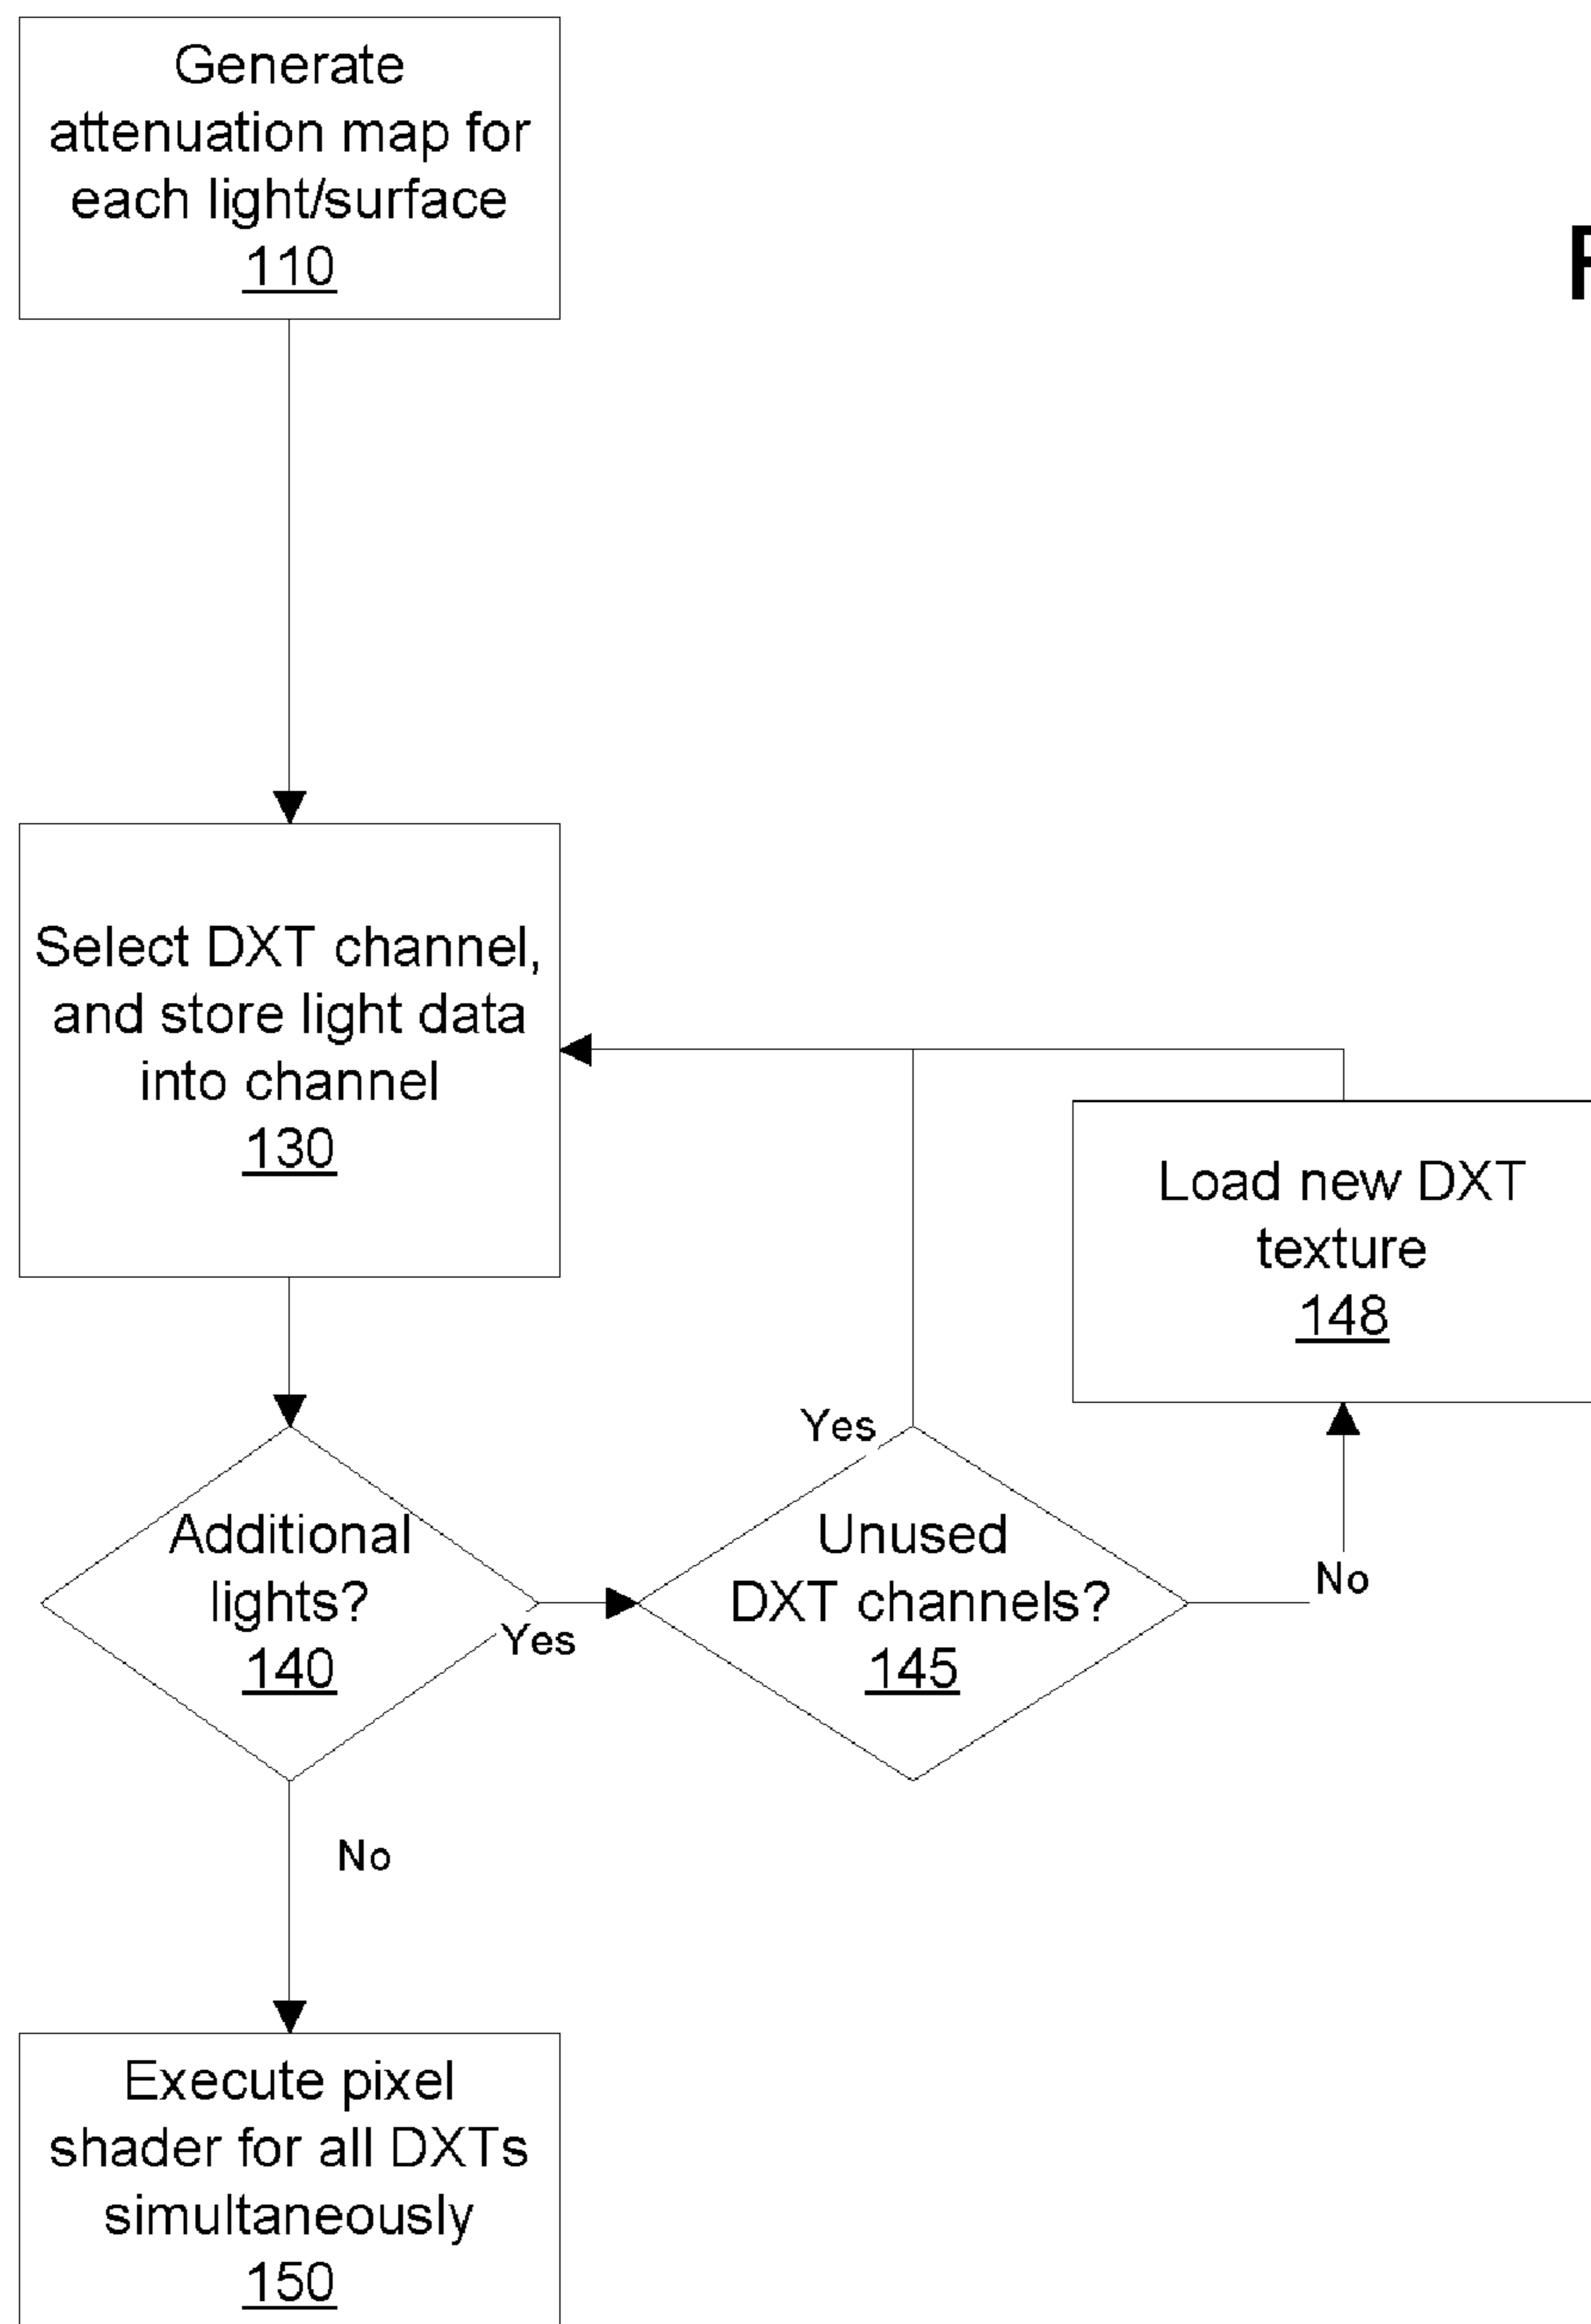 Generate
attenuation map for
each light/surface
110
Select DXT channel,
and store light data
into channel
130
Load new DXT
texture
148
Additional
lights?
140
Yes
No
Unused
DXT channels?
145
Yes
No
Execute pixel
shader for all DXTs
simultaneously
150